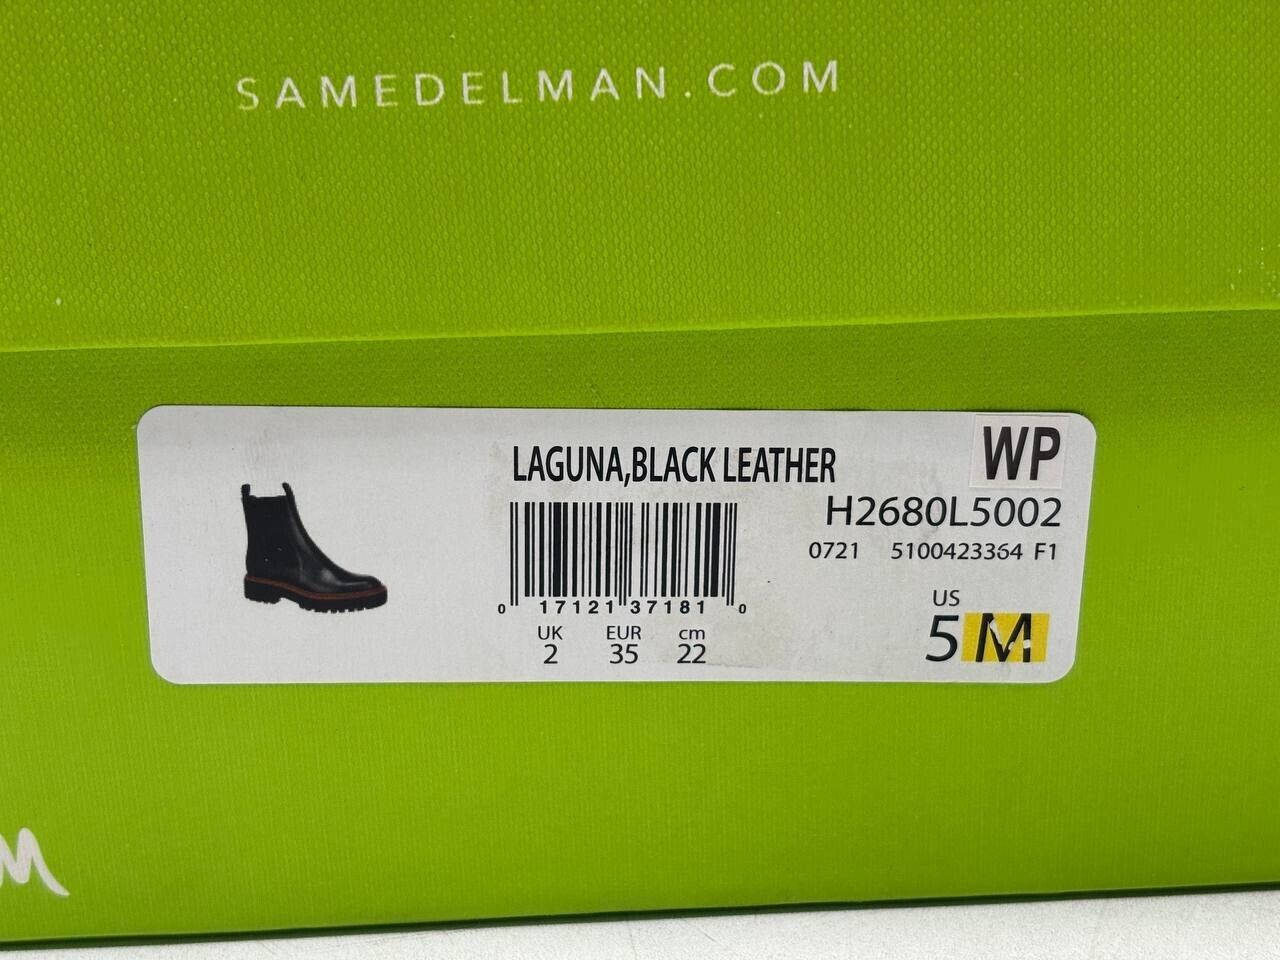 SAMEDELMAN.COM
WP
LAGUNA,BLACK LEATHER
H2680L5002
0721 5100423364 F1
0 17121 37181 0
US
5 M
UK EUR cm
2 35 22